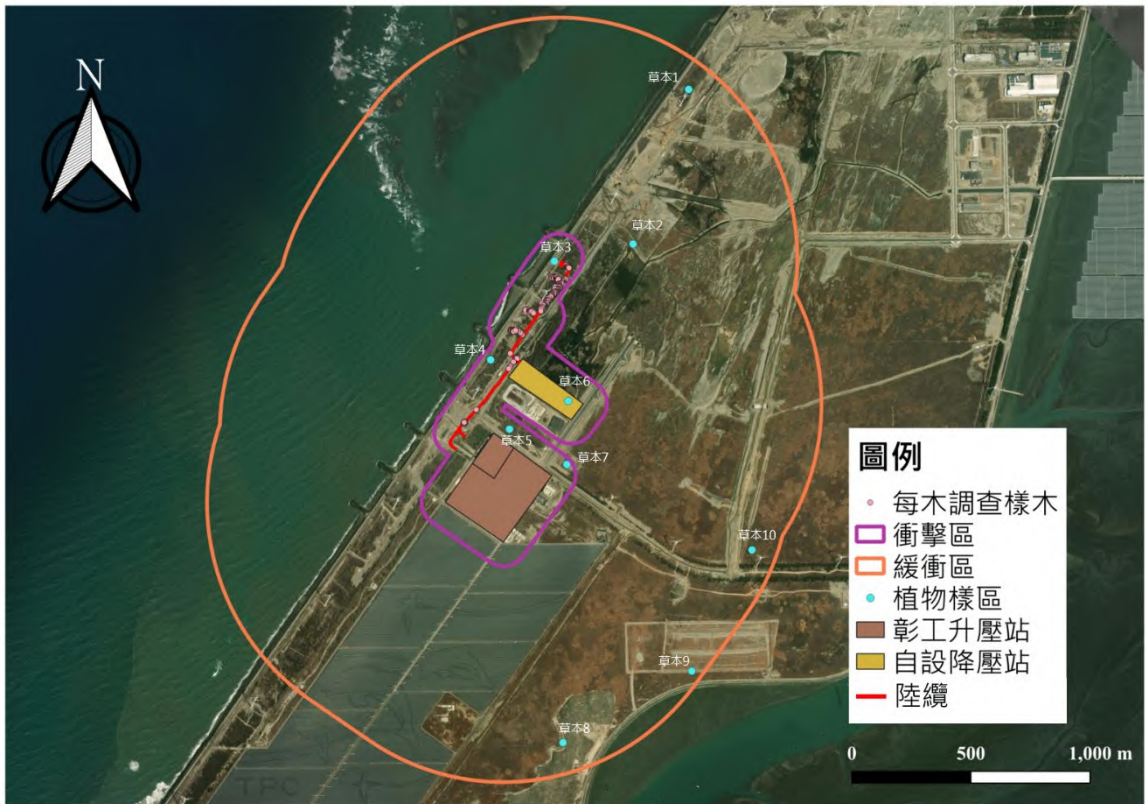 N
草本1
草本2
草本3
草本4
草本6
草本5
草本7
草本10
草本9
草本8
TPC
圖例
每木調查樣木
衝擊區
緩衝區
植物樣區
彰工升壓站
自設降壓站
陸纜
0 500 1,000 m